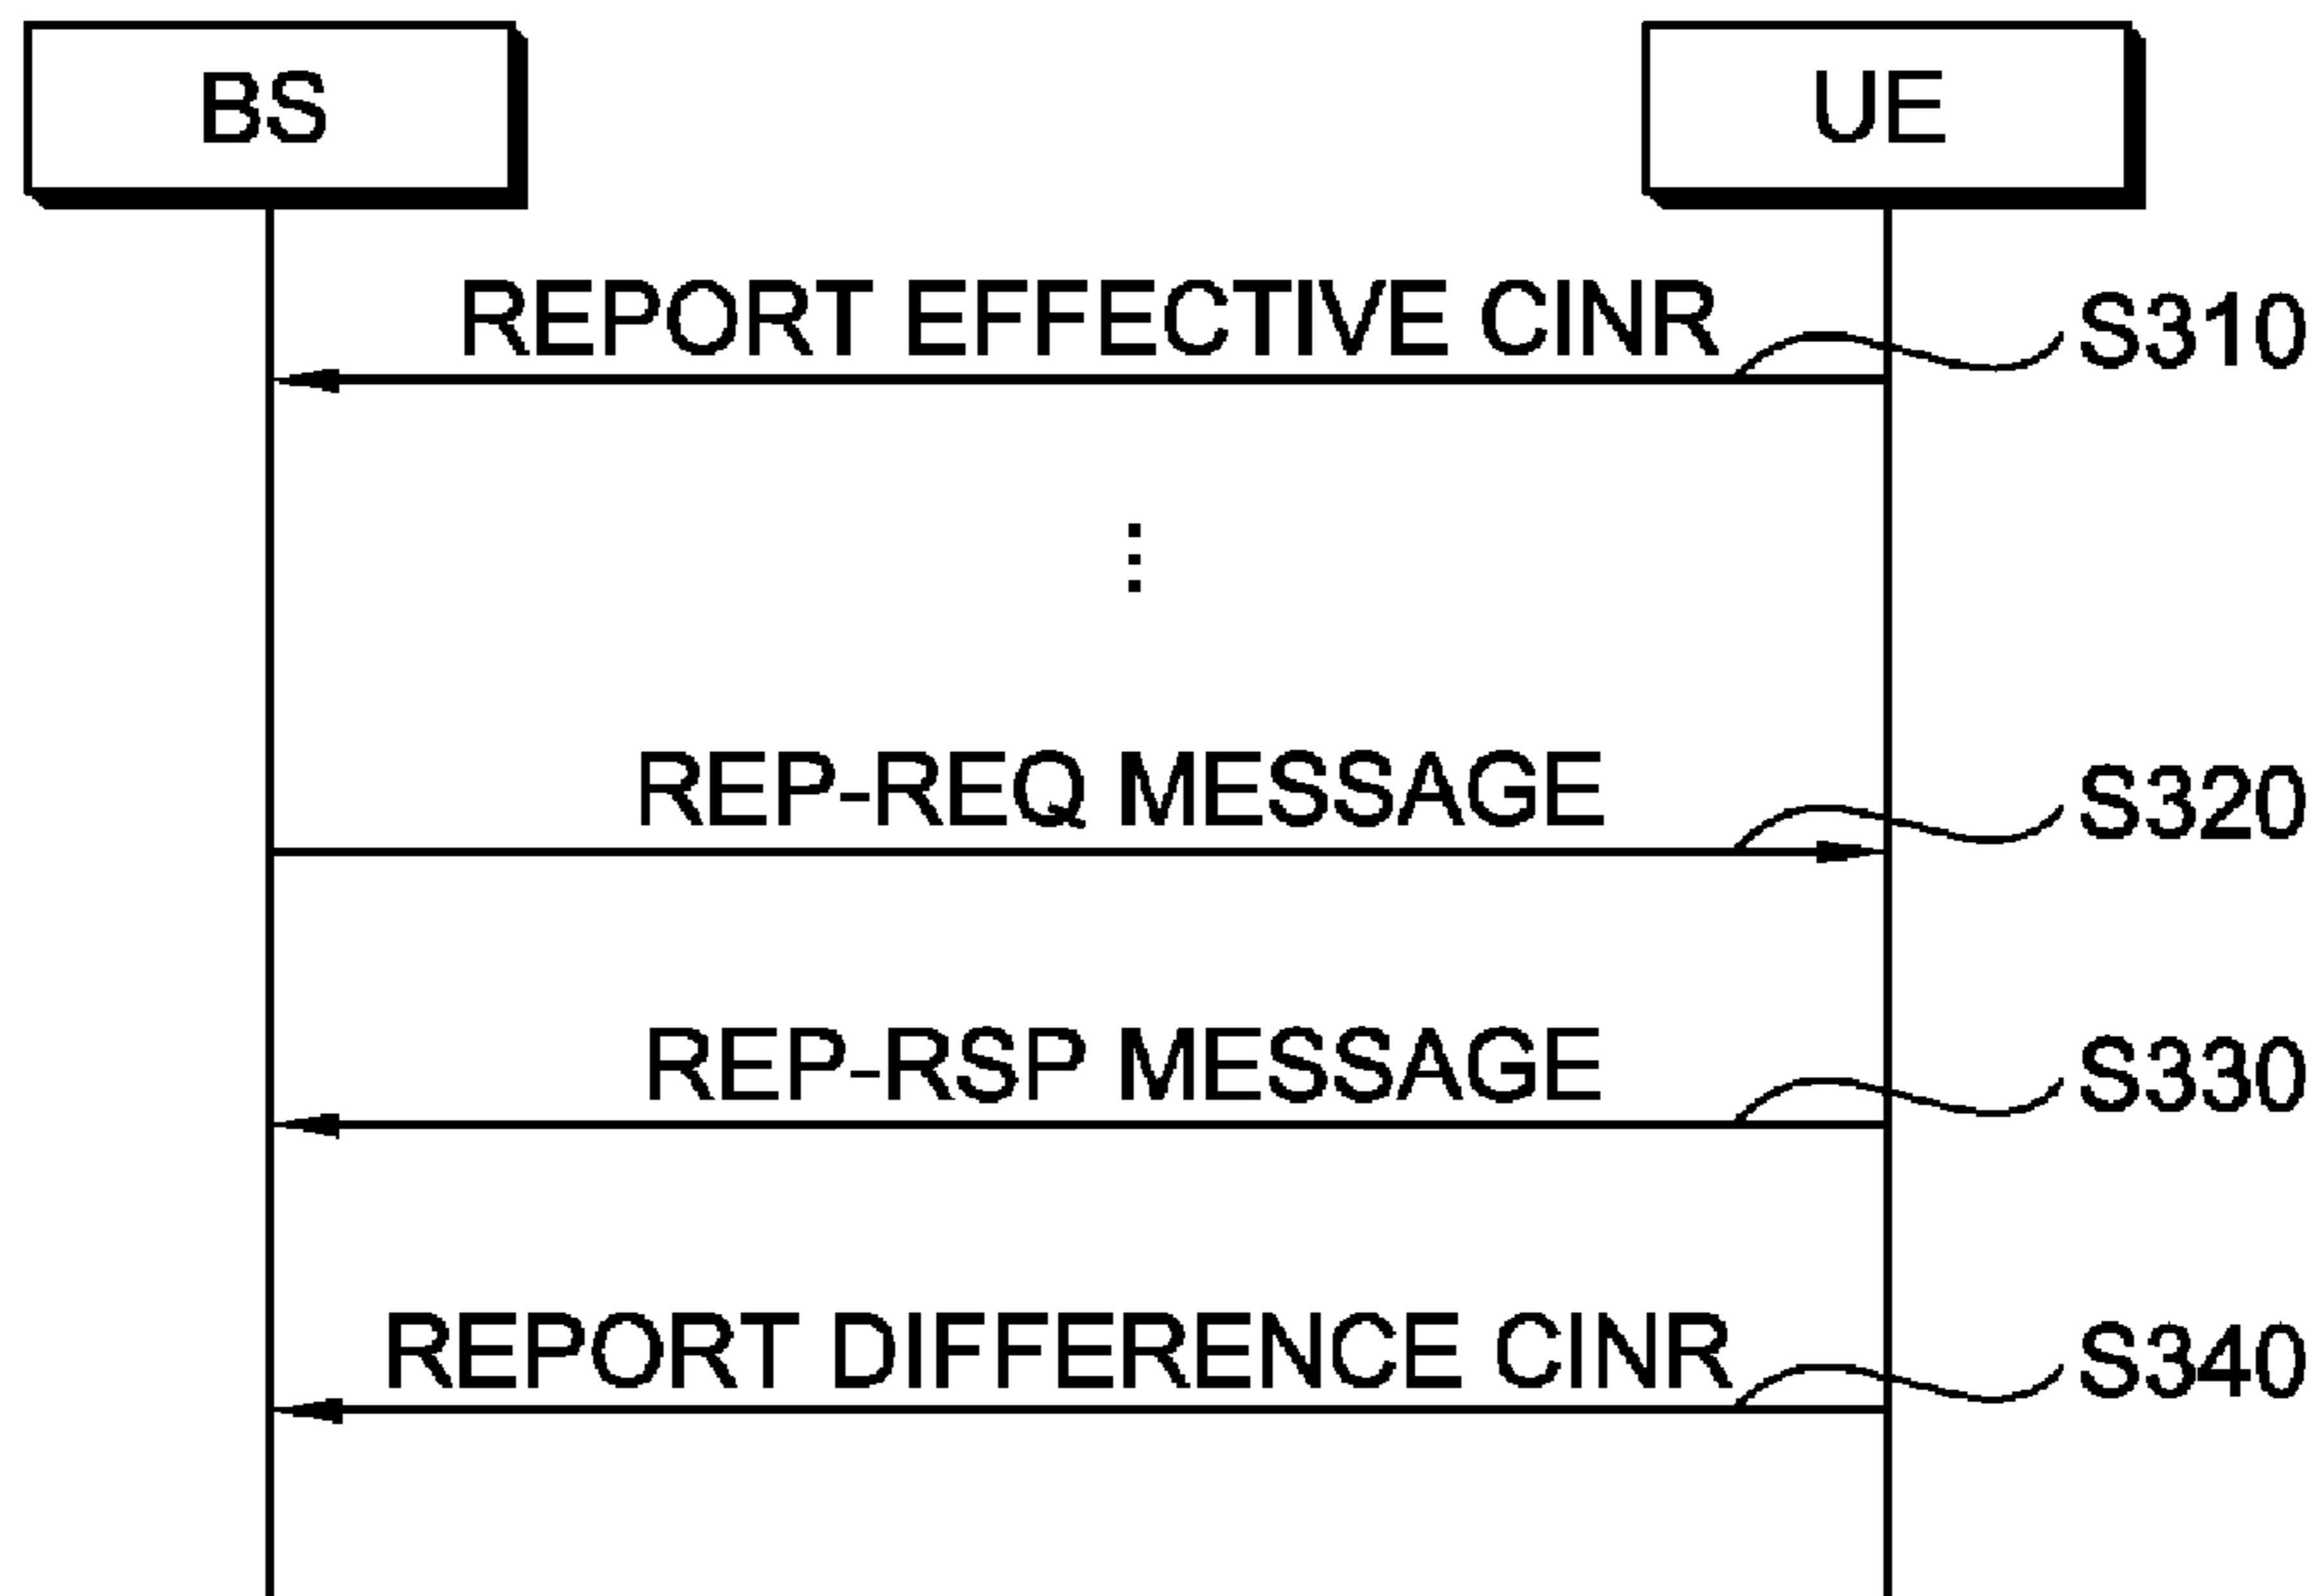 BS
UE
REPORT EFFECTIVE CINR
S310
REP-REQ MESSAGE
S320
REP-RSP MESSAGE
S330
REPORT DIFFERENCE CINR
S340